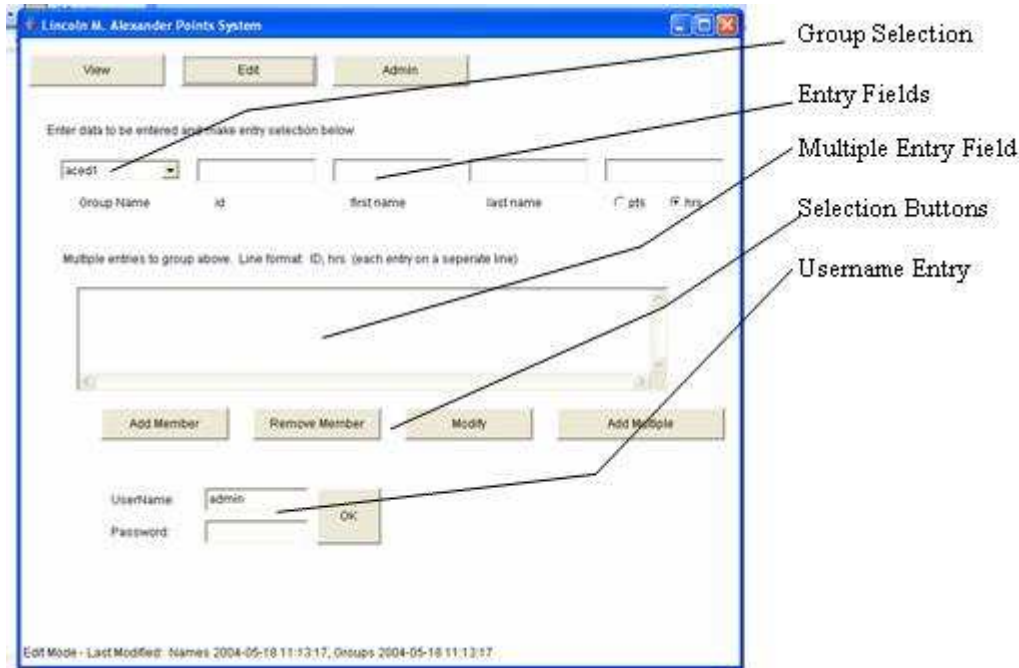 Lincoln M. Alexander Points System
Group Selection
View Edit Admin
Entry Fields
Enter data to be entered and make entry selection below
Multiple Entry Field
aced1
Group Name id first name last name pts hrs
Selection Buttons
Multiple entries to group above. Line format: ID, hrs (each entry on a seperate line)
Username Entry
Add Member Remove Member Modify Add Multiple
UserName: admin
OK
Password:
Edit Mode - Last Modified: Names 2004-05-18 11:13:17, Groups 2004-05-18 11:13:17